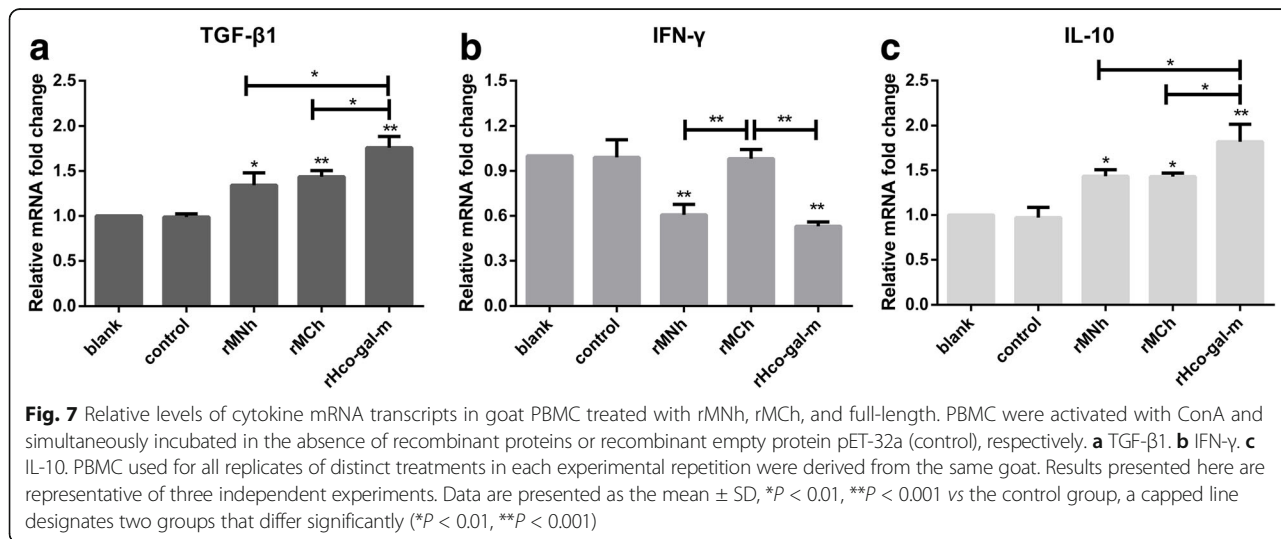 a TGF-β1
Relative mRNA fold change
2.5
2.0
1.5
1.0
0.5
0.0
*
*
*
**
**
blank
control
rMNh
rMCh
rHco-gal-m
b IFN-γ
Relative mRNA fold change
1.5
1.2
0.9
0.6
0.3
0.0
**
**
**
**
blank
control
rMNh
rMCh
rHco-gal-m
c IL-10
Relative mRNA fold change
2.5
2.0
1.5
1.0
0.5
0.0
*
*
**
*
*
blank
control
rMNh
rMCh
rHco-gal-m
Fig. 7 Relative levels of cytokine mRNA transcripts in goat PBMC treated with rMNh, rMCh, and full-length. PBMC were activated with ConA and
simultaneously incubated in the absence of recombinant proteins or recombinant empty protein pET-32a (control), respectively. a TGF-β1. b IFN-γ. c
IL-10. PBMC used for all replicates of distinct treatments in each experimental repetition were derived from the same goat. Results presented here are
representative of three independent experiments. Data are presented as the mean ± SD, *P < 0.01, **P < 0.001 vs the control group, a capped line
designates two groups that differ significantly (*P < 0.01, **P < 0.001)